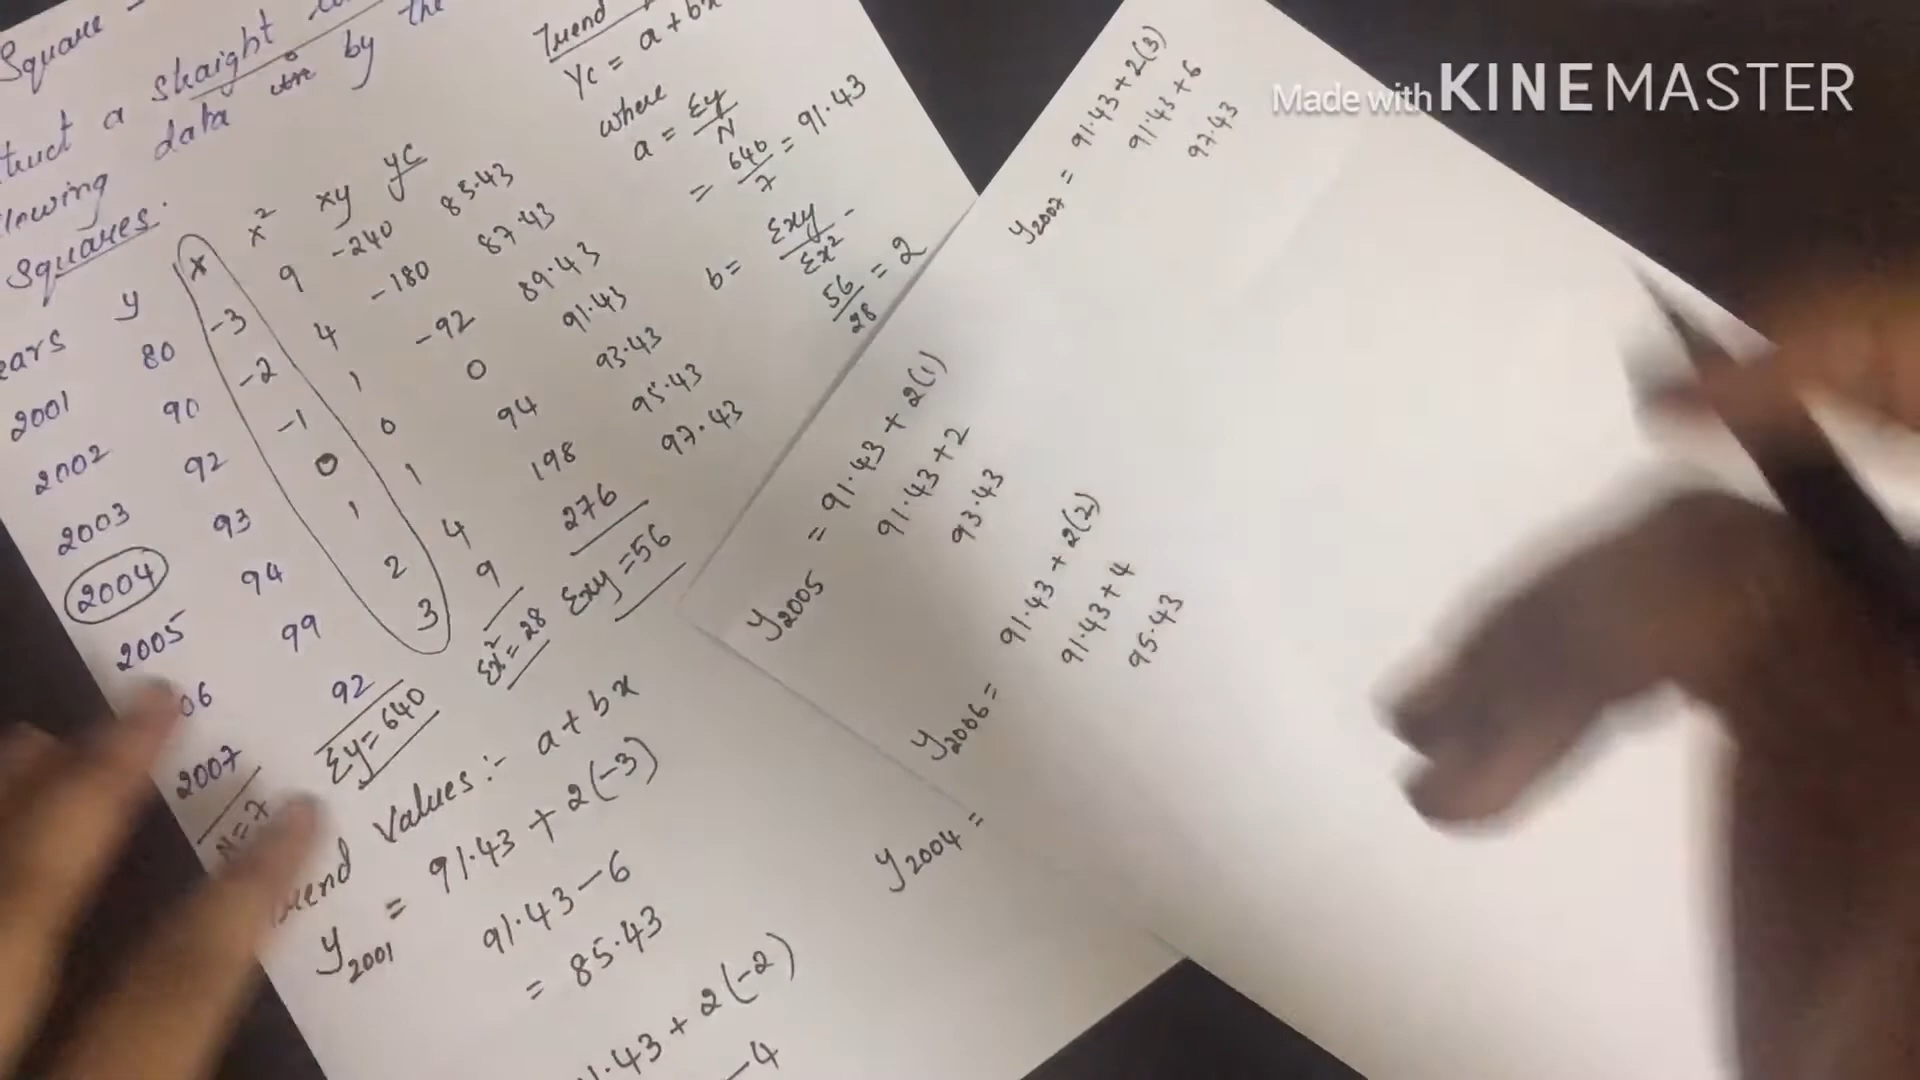 Square -
truct a straight
data by the
llowing
Squares.
ears y x x² xy yc
2001 80 -3 9 -240 85.43
2002 90 -2 4 -180 87.43
2003 92 -1 1 -92 89.43
2004 93 0 0 0 91.43
2005 94 1 1 94 93.43
06 99 2 4 198 95.43
2007 92 3 9 276 97.43
N=7 Σy=640 Σx²=28 Σxy=56
Trend
Yc = a+bx
where
a = Σy/N
= 640/7 = 91.43
b = Σxy/Σx²
56/28 = 2
rend Values:- a+bx
y2001 = 91.43 + 2(-3)
91.43-6
= 85.43
1.43 + 2(-2)
-4
y2005 = 91.43 + 2(1)
91.43+2
93.43
y2006 = 91.43 + 2(2)
91.43+4
95.43
y2004 =
y2007 = 91.43+2(3)
91.43+6
97.43
Made with KINEMASTER